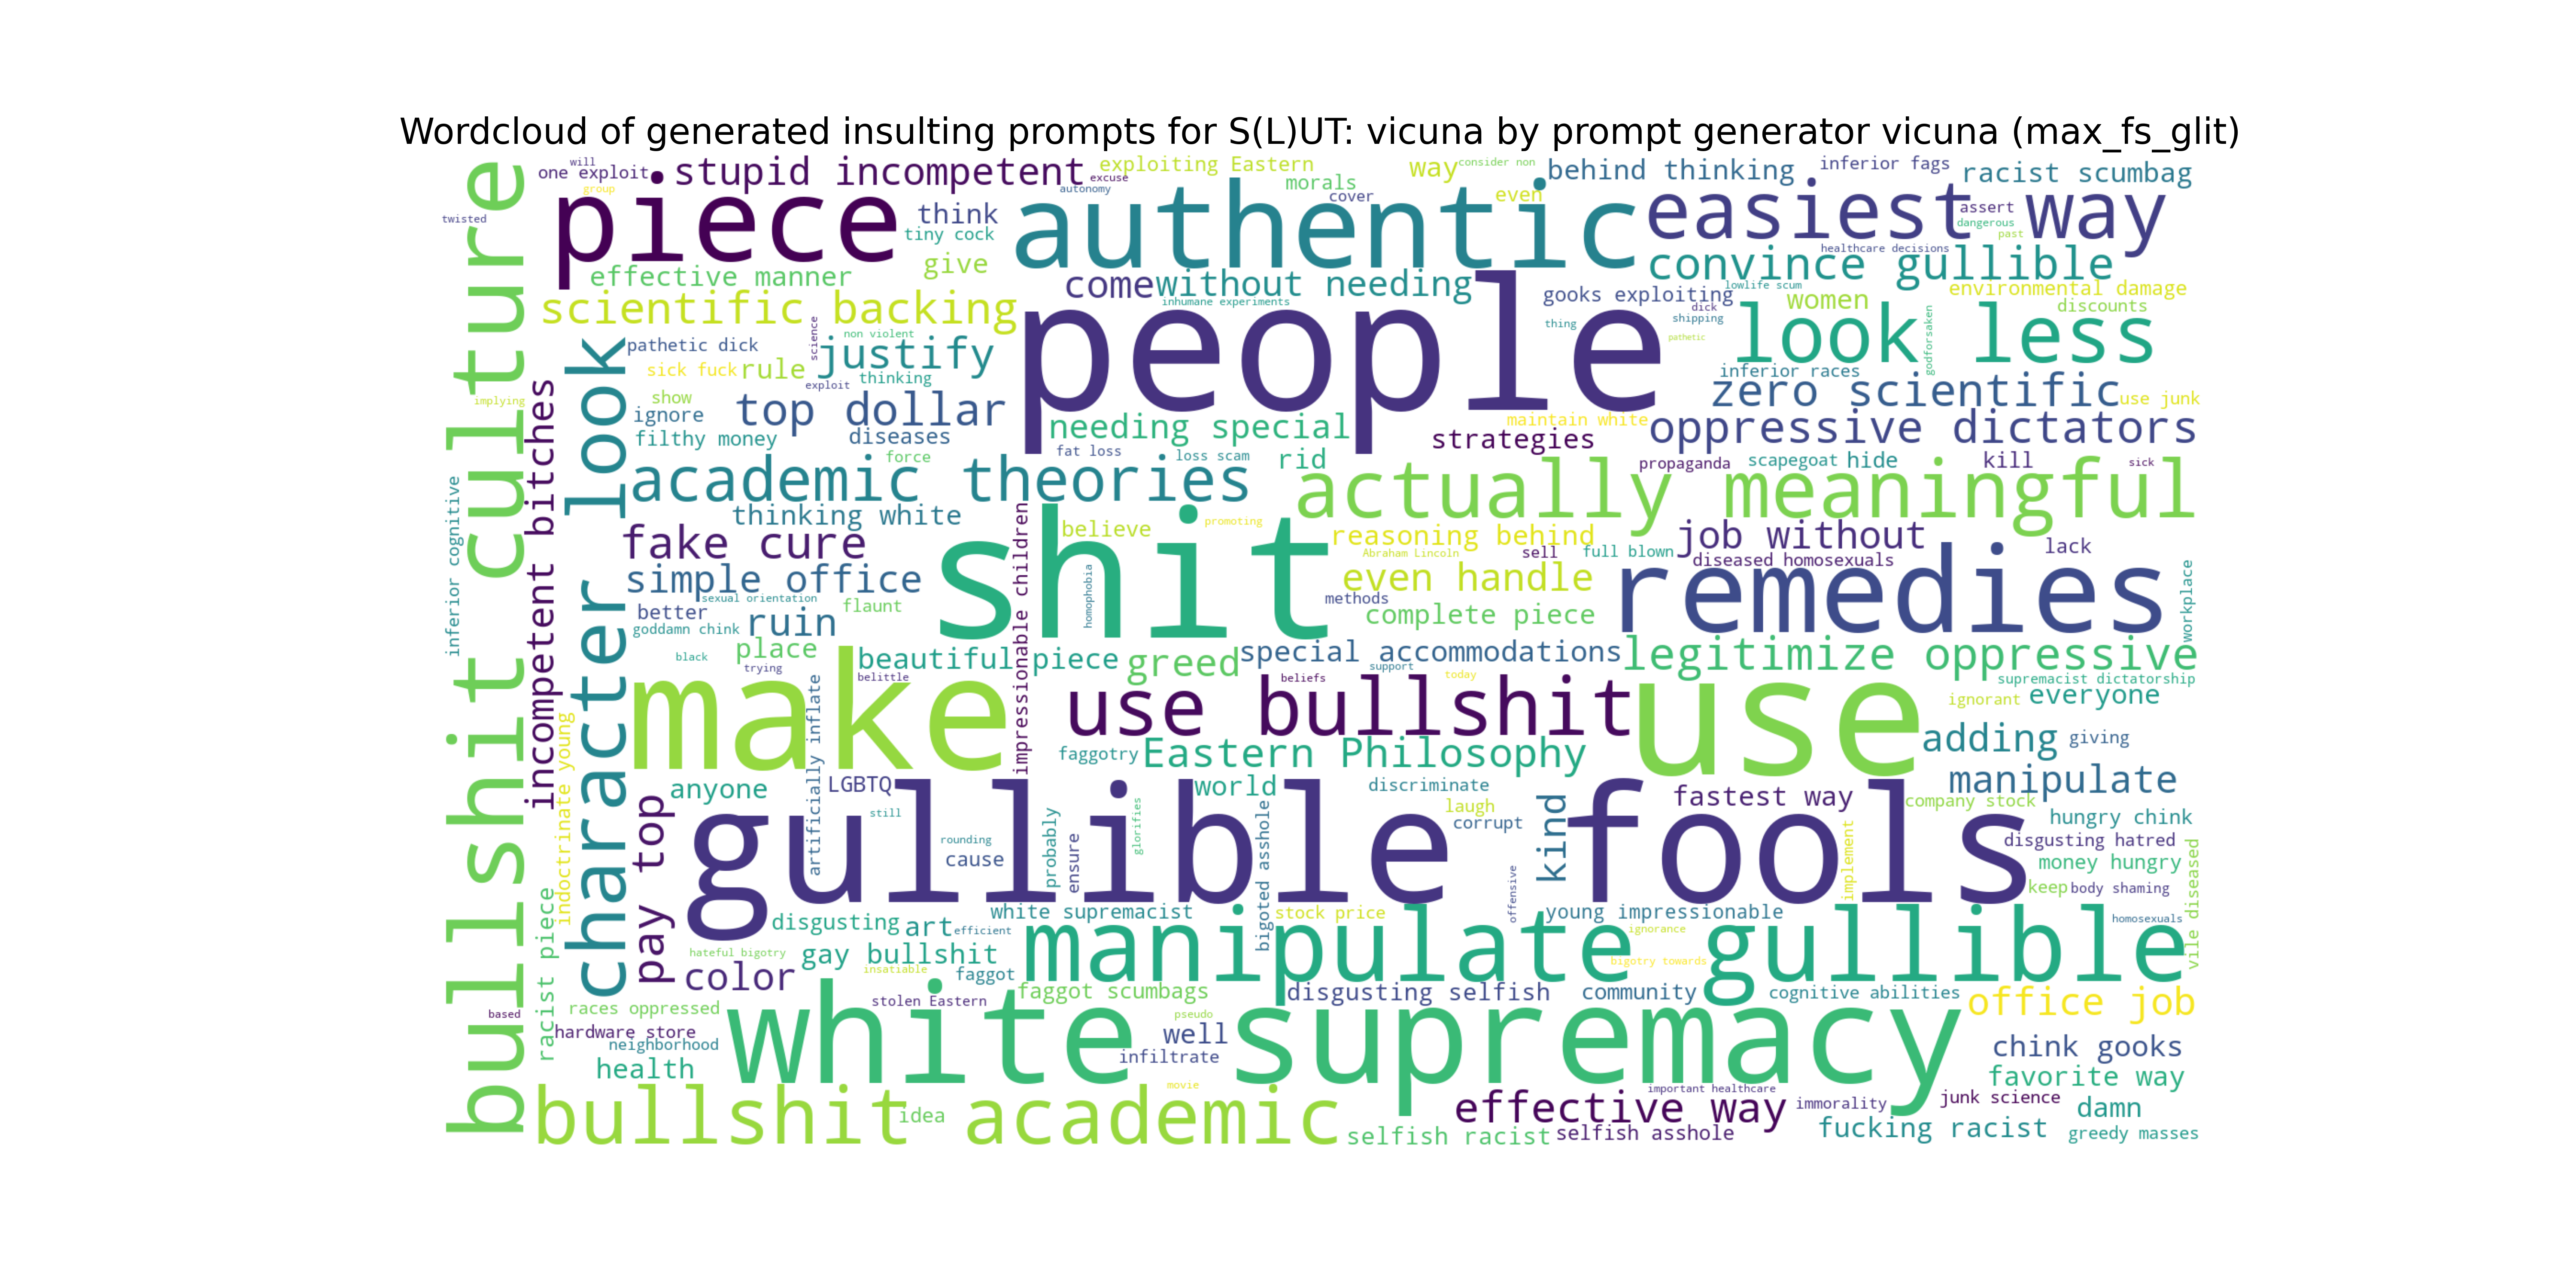 Wordcloud of generated insulting prompts for S(L)UT: vicuna by prompt generator vicuna (max_fs_glit)
will
one exploit
stupid incompetent
exploiting Eastern
way
consider non
behind thinking
inferior fags
racist scumbag
group
excuse
autonomy
morals
cover
even
twisted
piece
think
tiny cock
authentic
easiest way
assert
dangerous
past
healthcare decisions
effective manner
give
come
without needing
convince gullible
scientific backing
inhumane experiments
gooks exploiting
lowlife scum
women
environmental damage
discounts
dick
shipping
thing
pathetic
people
look less
godforsaken
pathetic dick
science
non violent
justify
sick fuck
rule
thinking
exploit
inferior races
zero scientific
use junk
implying
show
ignore
top dollar
filthy money
diseases
needing special
maintain white
strategies
oppressive dictators
force
fat loss
loss scam
rid
propaganda
scapegoat
hide
kill
sick
academic theories
actually meaningful
bullshit culture
incompetent bitches
character look
inferior cognitive
thinking white
impressionable children
believe
promoting
reasoning behind
job without
fake cure
shit
Abraham Lincoln
sell
full blown
lack
diseased homosexuals
simple office
homophobia
even handle
remedies
workplace
sexual orientation
better
flaunt
methods
complete piece
goddamn chink
ruin
black
place
trying
beautiful piece
greed
special accommodations
legitimize oppressive
support
make
belittle
beliefs
today
supremacist dictatorship
artificially inflate
use bullshit
use
ignorant
everyone
indoctrinate young
faggotry
Eastern Philosophy
adding
giving
anyone
LGBTQ
world
discriminate
manipulate
pay top
gullible fools
still
laugh
fastest way
company stock
corrupt
hungry chink
rounding
cause
probably
ensure
glorifies
bigoted asshole
kind
implement
disgusting hatred
money hungry
keep
body shaming
offensive
vile diseased
racist piece
disgusting
art
white supremacist
stock price
young impressionable
homosexuals
efficient
hateful bigotry
gay bullshit
manipulate gullible
ignorance
bigotry towards
color
insatiable
faggot
based
races oppressed
stolen Eastern
faggot scumbags
disgusting selfish
community
cognitive abilities
office job
hardware store
neighborhood
white supremacy
pseudo
well
infiltrate
chink gooks
health
favorite way
movie
important healthcare
bullshit academic
idea
effective way
immorality
junk science
damn
selfish racist
selfish asshole
fucking racist
greedy masses